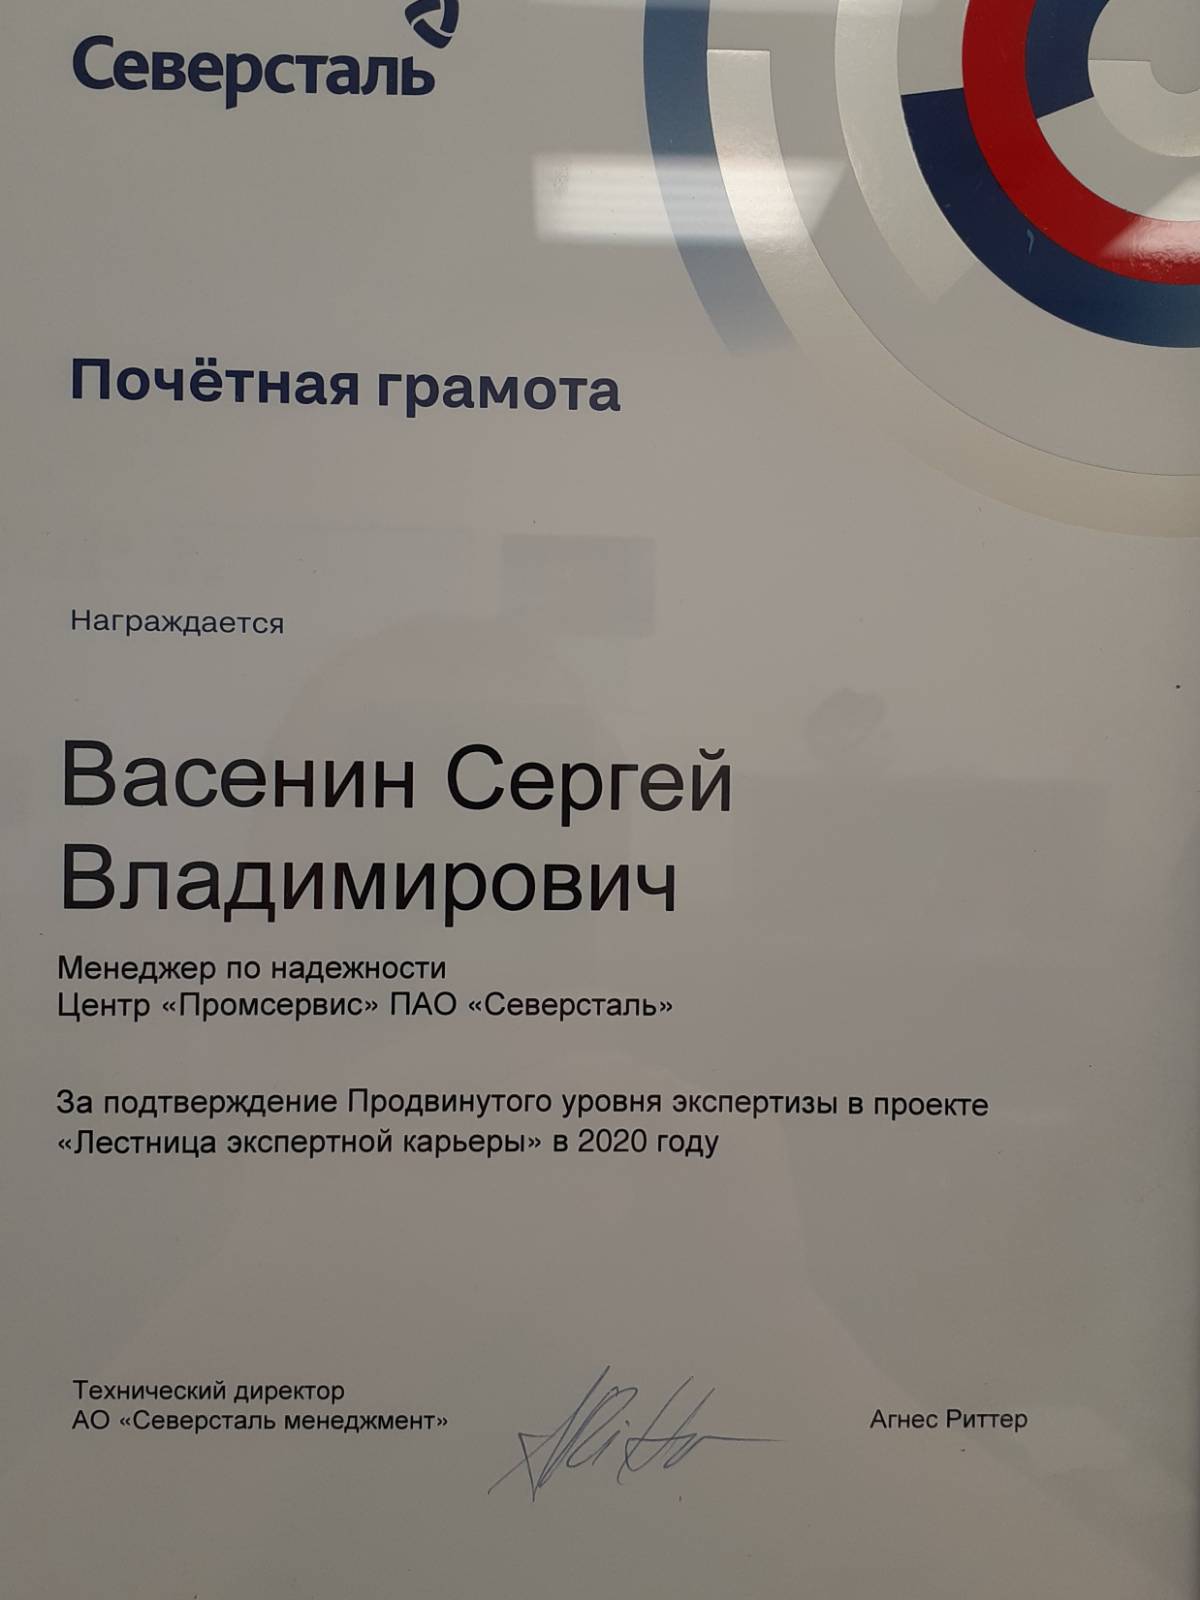 Северсталь
Почётная грамота
Награждается
Васенин Сергей
Владимирович
Менеджер по надежности
Центр «Промсервис» ПАО «Северсталь»
За подтверждение Продвинутого уровня экспертизы в проекте
«Лестница экспертной карьеры» в 2020 году
Технический директор
АО «Северсталь менеджмент»
Агнес Риттер